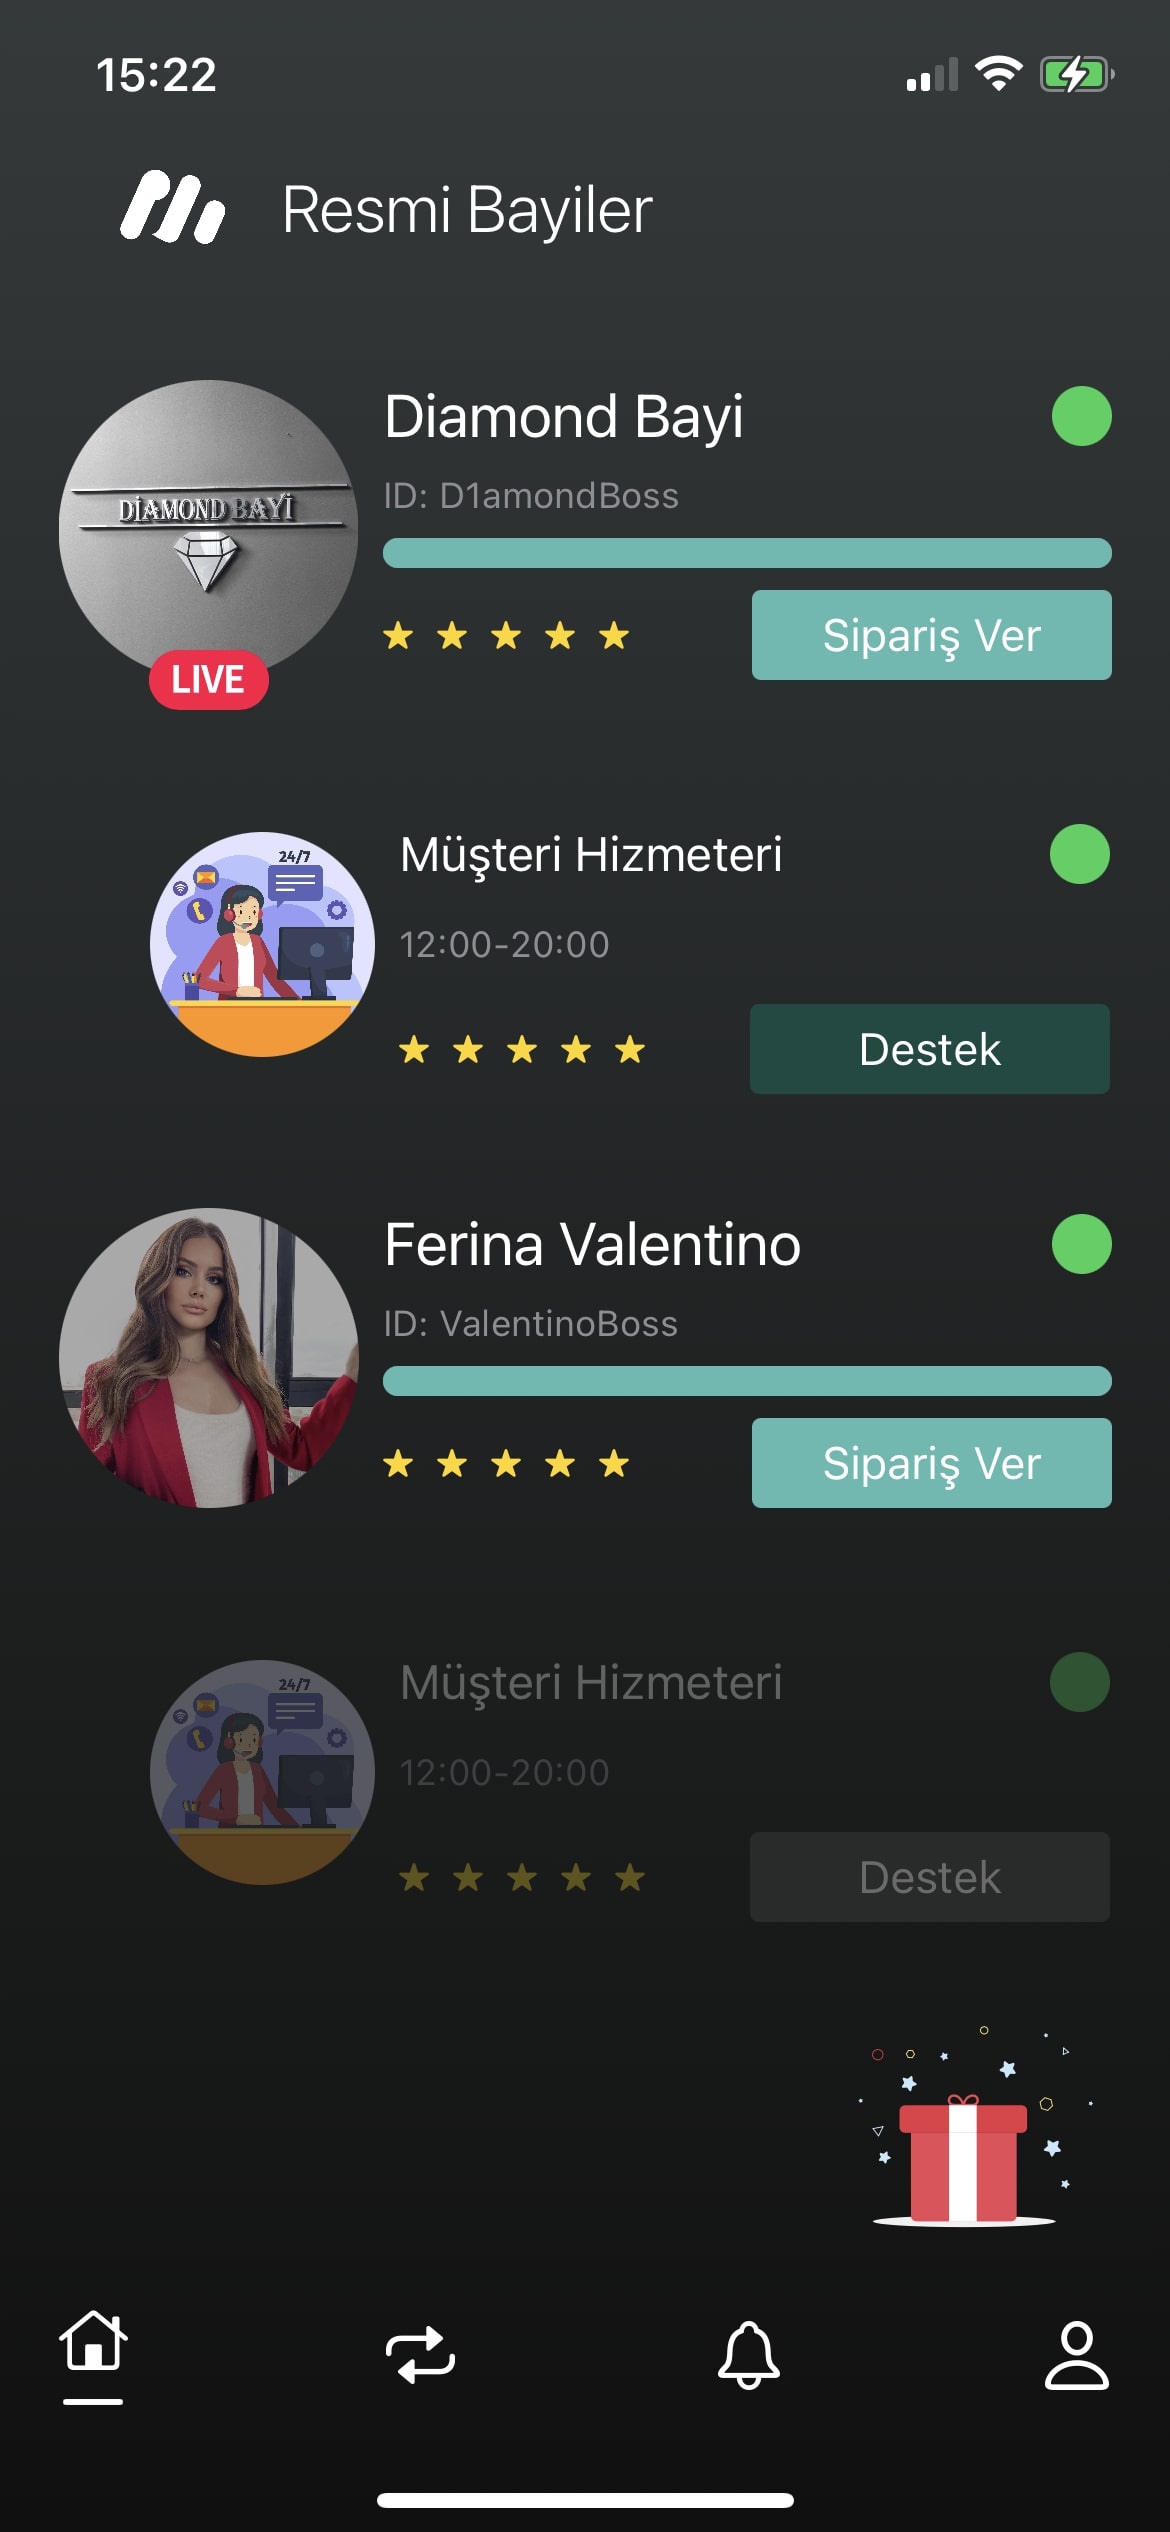 15:22
Resmi Bayiler
Diamond Bayi
ID: D1amondBoss
DİAMOND BAYİ
Sipariş Ver
LIVE
Müşteri Hizmeteri
24/7
12:00-20:00
Destek
Ferina Valentino
ID: ValentinoBoss
Sipariş Ver
Müşteri Hizmeteri
24/7
12:00-20:00
Destek